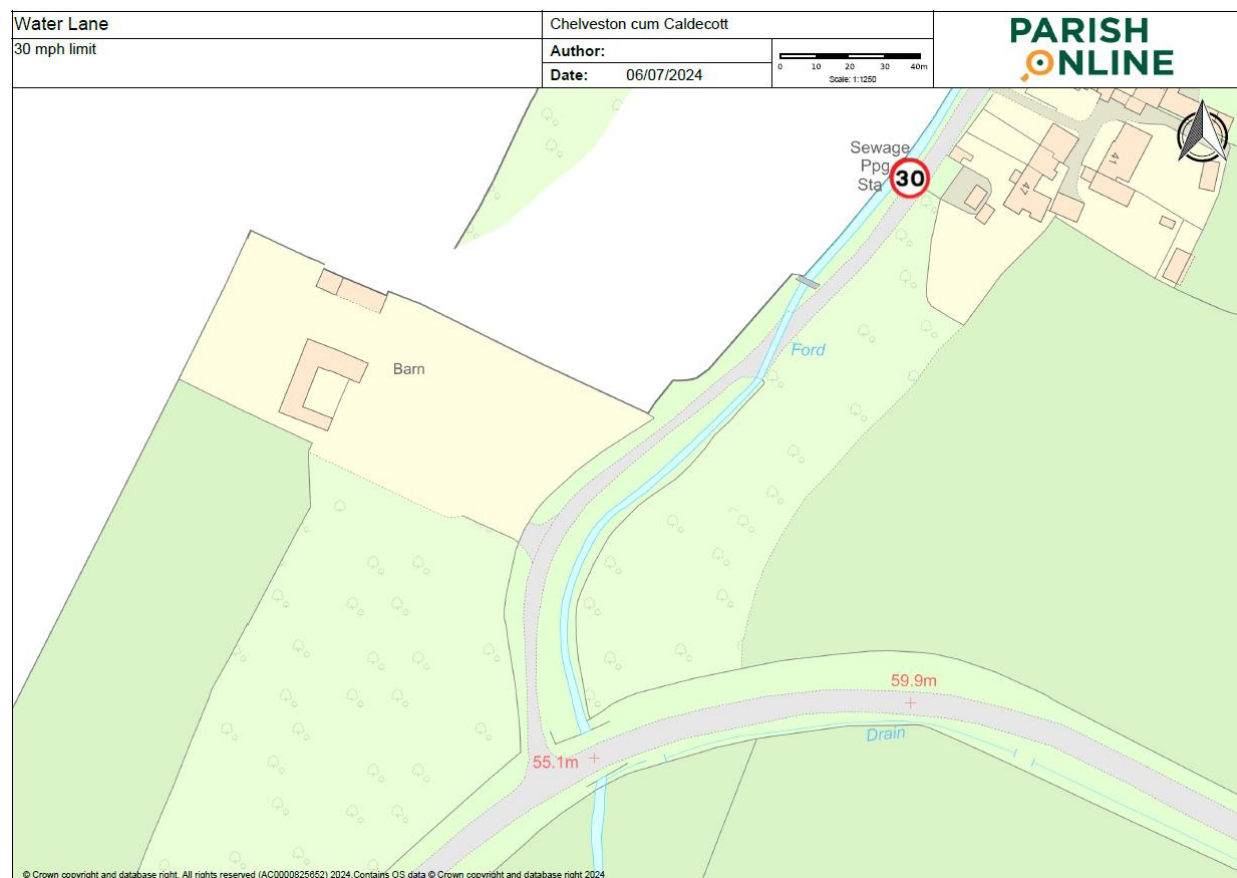 Water Lane
30 mph limit
Chelveston cum Caldecott
Author:
Date: 06/07/2024
0 10 20 30 40m
Scale: 1:1250
PARISH
ONLINE
Sewage
Ppg
Sta
30
41
47
Ford
Barn
59.9m
Drain
55.1m
© Crown copyright and database right. All rights reserved (AC0000825652) 2024.Contains OS data © Crown copyright and database right 2024